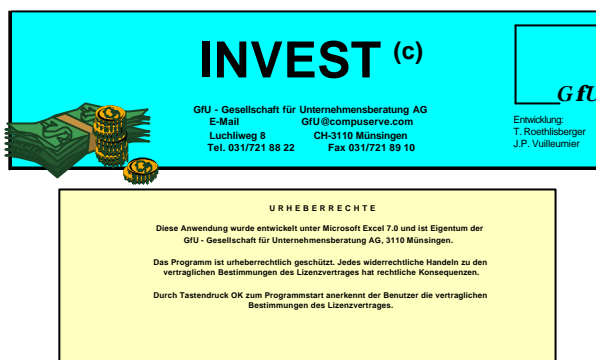 INVEST (c)
GfU - Gesellschaft für Unternehmensberatung AG
E-Mail GfU@compuserve.com
Luchliweg 8 CH-3110 Münsingen
Tel. 031/721 88 22 Fax 031/721 89 10
GfU
Entwicklung:
T. Roethlisberger
J.P. Vuilleumier
URHEBERRECHTE
Diese Anwendung wurde entwickelt unter Microsoft Excel 7.0 und ist Eigentum der
GfU - Gesellschaft für Unternehmensberatung AG, 3110 Münsingen.
Das Programm ist urheberrechtlich geschützt. Jedes widerrechtliche Handeln zu den
vertraglichen Bestimmungen des Lizenzvertrages hat rechtliche Konsequenzen.
Durch Tastendruck OK zum Programmstart anerkennt der Benutzer die vertraglichen
Bestimmungen des Lizenzvertrages.